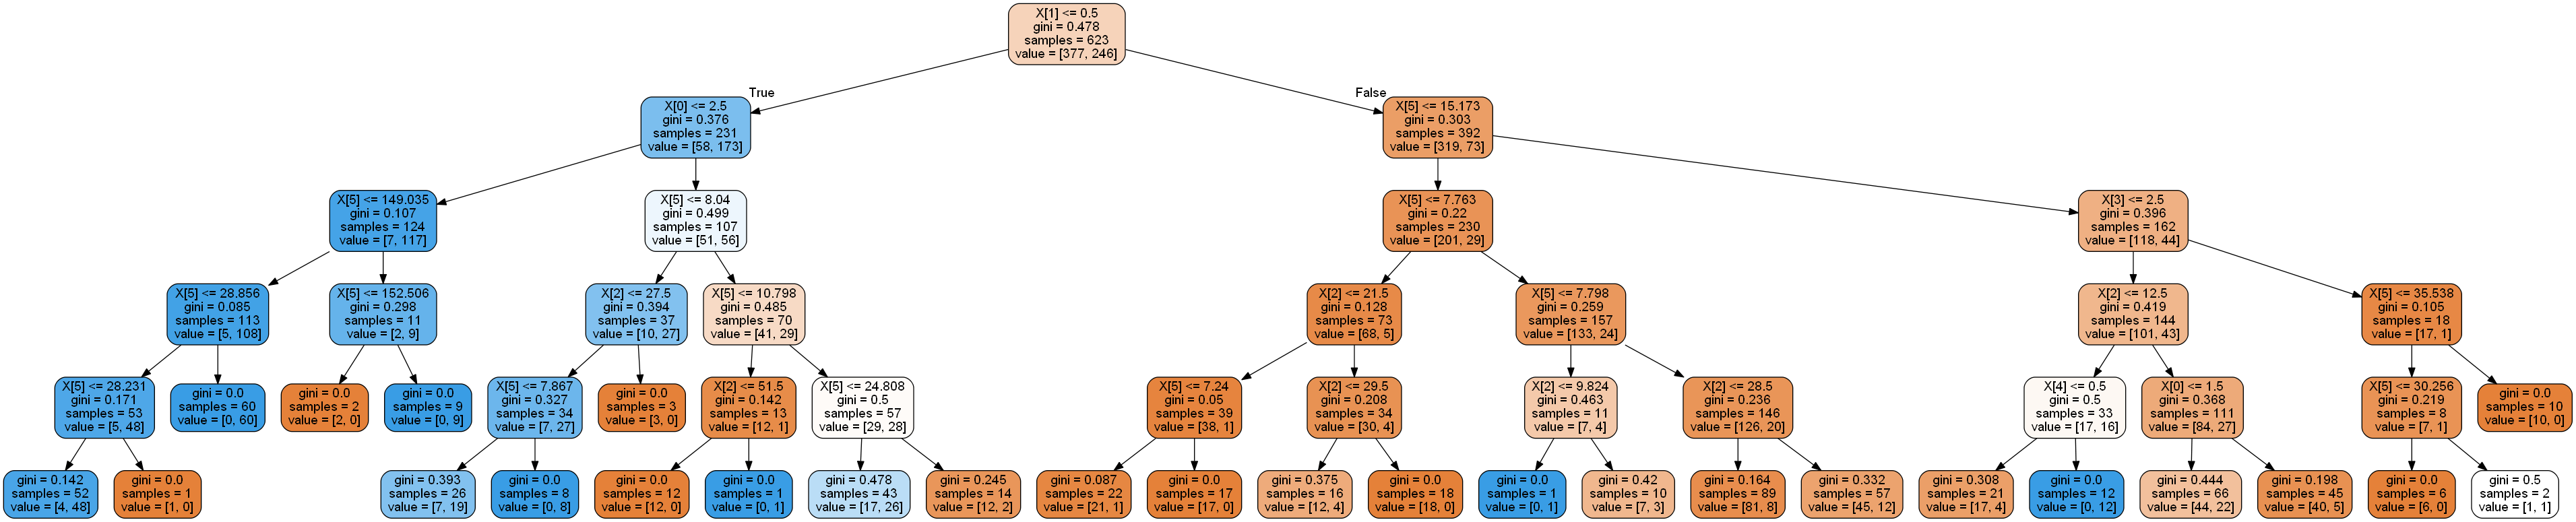 X[1] <= 0.5
gini = 0.478
samples = 623
value = [377, 246]
True
False
X[0] <= 2.5
gini = 0.376
samples = 231
value = [58, 173]
X[5] <= 15.173
gini = 0.303
samples = 392
value = [319, 73]
X[5] <= 149.035
gini = 0.107
samples = 124
value = [7, 117]
X[5] <= 8.04
gini = 0.499
samples = 107
value = [51, 56]
X[5] <= 7.763
gini = 0.22
samples = 230
value = [201, 29]
X[3] <= 2.5
gini = 0.396
samples = 162
value = [118, 44]
X[5] <= 28.856
gini = 0.085
samples = 113
value = [5, 108]
X[5] <= 152.506
gini = 0.298
samples = 11
value = [2, 9]
X[2] <= 27.5
gini = 0.394
samples = 37
value = [10, 27]
X[5] <= 10.798
gini = 0.485
samples = 70
value = [41, 29]
X[2] <= 21.5
gini = 0.128
samples = 73
value = [68, 5]
X[5] <= 7.798
gini = 0.259
samples = 157
value = [133, 24]
X[2] <= 12.5
gini = 0.419
samples = 144
value = [101, 43]
X[5] <= 35.538
gini = 0.105
samples = 18
value = [17, 1]
X[5] <= 28.231
gini = 0.171
samples = 53
value = [5, 48]
gini = 0.0
samples = 60
value = [0, 60]
gini = 0.0
samples = 2
value = [2, 0]
gini = 0.0
samples = 9
value = [0, 9]
X[5] <= 7.867
gini = 0.327
samples = 34
value = [7, 27]
gini = 0.0
samples = 3
value = [3, 0]
X[2] <= 51.5
gini = 0.142
samples = 13
value = [12, 1]
X[5] <= 24.808
gini = 0.5
samples = 57
value = [29, 28]
X[5] <= 7.24
gini = 0.05
samples = 39
value = [38, 1]
X[2] <= 29.5
gini = 0.208
samples = 34
value = [30, 4]
X[2] <= 9.824
gini = 0.463
samples = 11
value = [7, 4]
X[2] <= 28.5
gini = 0.236
samples = 146
value = [126, 20]
X[4] <= 0.5
gini = 0.5
samples = 33
value = [17, 16]
X[0] <= 1.5
gini = 0.368
samples = 111
value = [84, 27]
X[5] <= 30.256
gini = 0.219
samples = 8
value = [7, 1]
gini = 0.0
samples = 10
value = [10, 0]
gini = 0.142
samples = 52
value = [4, 48]
gini = 0.0
samples = 1
value = [1, 0]
gini = 0.393
samples = 26
value = [7, 19]
gini = 0.0
samples = 8
value = [0, 8]
gini = 0.0
samples = 12
value = [12, 0]
gini = 0.0
samples = 1
value = [0, 1]
gini = 0.478
samples = 43
value = [17, 26]
gini = 0.245
samples = 14
value = [12, 2]
gini = 0.087
samples = 22
value = [21, 1]
gini = 0.0
samples = 17
value = [17, 0]
gini = 0.375
samples = 16
value = [12, 4]
gini = 0.0
samples = 18
value = [18, 0]
gini = 0.0
samples = 1
value = [0, 1]
gini = 0.42
samples = 10
value = [7, 3]
gini = 0.164
samples = 89
value = [81, 8]
gini = 0.332
samples = 57
value = [45, 12]
gini = 0.308
samples = 21
value = [17, 4]
gini = 0.0
samples = 12
value = [0, 12]
gini = 0.444
samples = 66
value = [44, 22]
gini = 0.198
samples = 45
value = [40, 5]
gini = 0.0
samples = 6
value = [6, 0]
gini = 0.5
samples = 2
value = [1, 1]